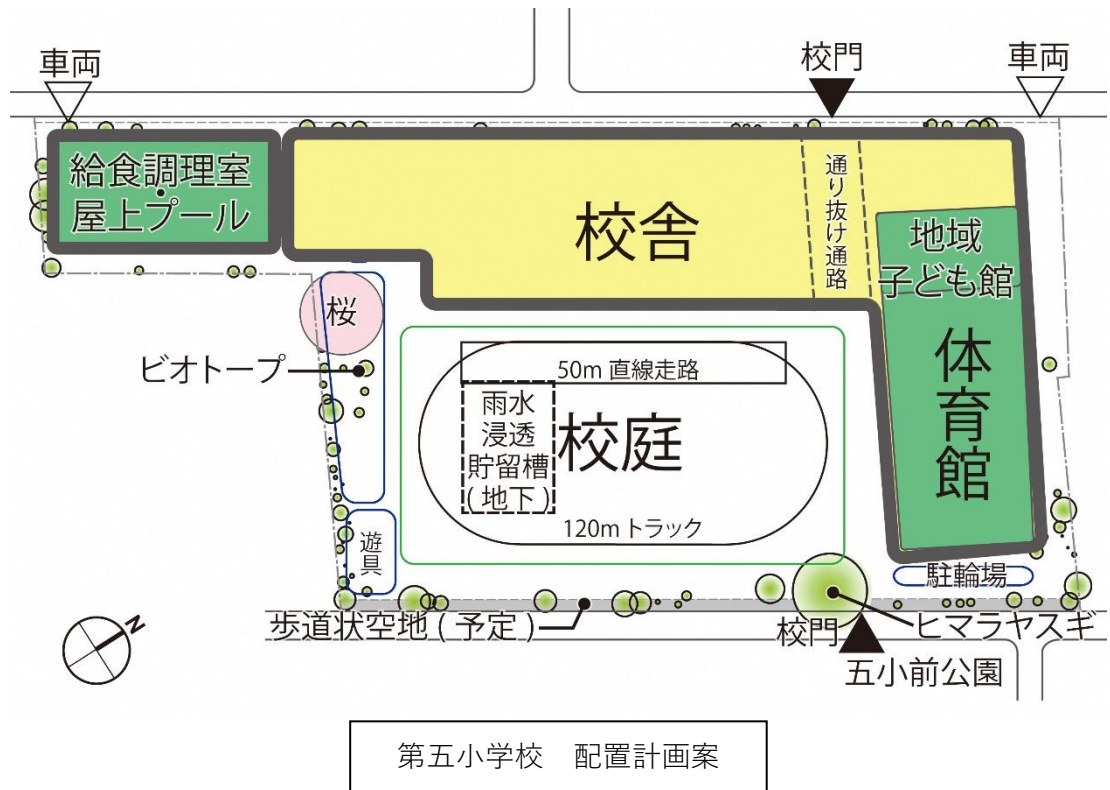 車両
校門
車両
給食調理室
・
屋上プール
校舎
通り抜け通路
地域
子ども館
体育館
桜
ビオトープ
50m 直線走路
雨水
浸透
貯留槽
(地下)
校庭
120m トラック
遊具
駐輪場
歩道状空地 ( 予定 )
校門
ヒマラヤスギ
五小前公園
N
第五小学校　配置計画案